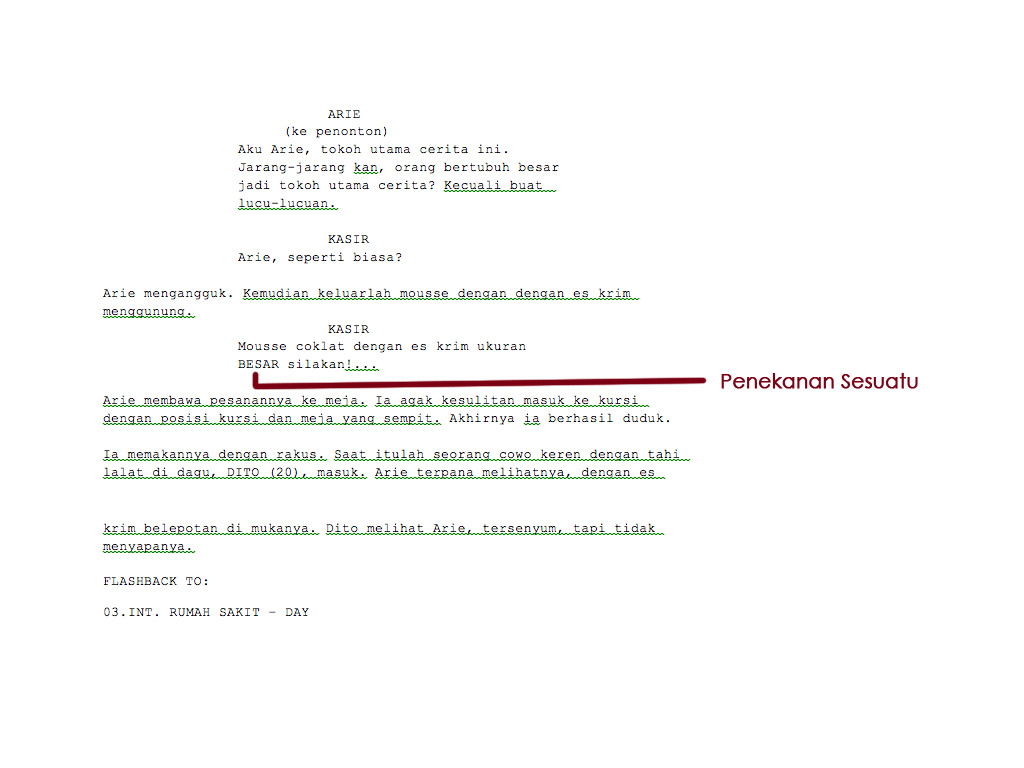 ARIE
(ke penonton)
Aku Arie, tokoh utama cerita ini.
Jarang-jarang kan, orang bertubuh besar
jadi tokoh utama cerita? Kecuali buat
lucu-lucuan.
KASIR
Arie, seperti biasa?
Arie mengangguk. Kemudian keluarlah mousse dengan dengan es krim
menggunung.
KASIR
Mousse coklat dengan es krim ukuran
BESAR silakan!...
Penekanan Sesuatu
Arie membawa pesanannya ke meja. Ia agak kesulitan masuk ke kursi
dengan posisi kursi dan meja yang sempit. Akhirnya ia berhasil duduk.
Ia memakannya dengan rakus. Saat itulah seorang cowo keren dengan tahi
lalat di dagu, DITO (20), masuk. Arie terpana melihatnya, dengan es
krim belepotan di mukanya. Dito melihat Arie, tersenyum, tapi tidak
menyapanya.
FLASHBACK TO:
03.INT. RUMAH SAKIT – DAY